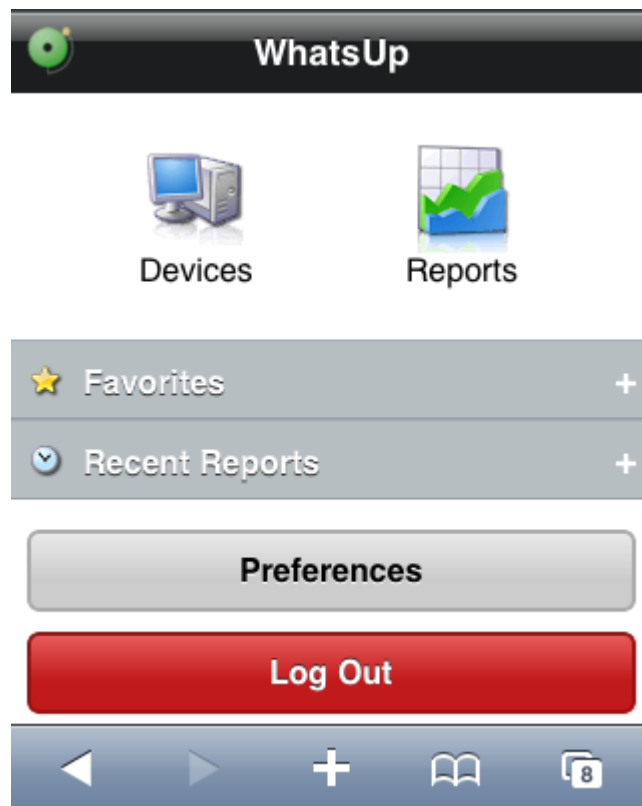 WhatsUp
Devices Reports
Favorites +
Recent Reports +
Preferences
Log Out
8